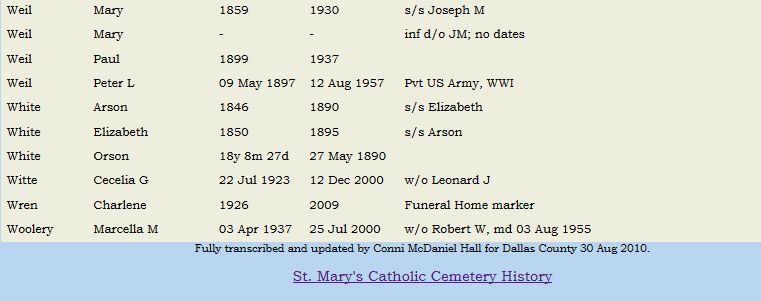 Weil Mary 1859 1930 s/s Joseph M
Weil Mary - - inf d/o JM; no dates
Weil Paul 1899 1937
Weil Peter L 09 May 1897 12 Aug 1957 Pvt US Army, WWI
White Arson 1846 1890 s/s Elizabeth
White Elizabeth 1850 1895 s/s Arson
White Orson 18y 8m 27d 27 May 1890
Witte Cecelia G 22 Jul 1923 12 Dec 2000 w/o Leonard J
Wren Charlene 1926 2009 Funeral Home marker
Woolery Marcella M 03 Apr 1937 25 Jul 2000 w/o Robert W, md 03 Aug 1955
Fully transcribed and updated by Conni McDaniel Hall for Dallas County 30 Aug 2010.
St. Mary's Catholic Cemetery History